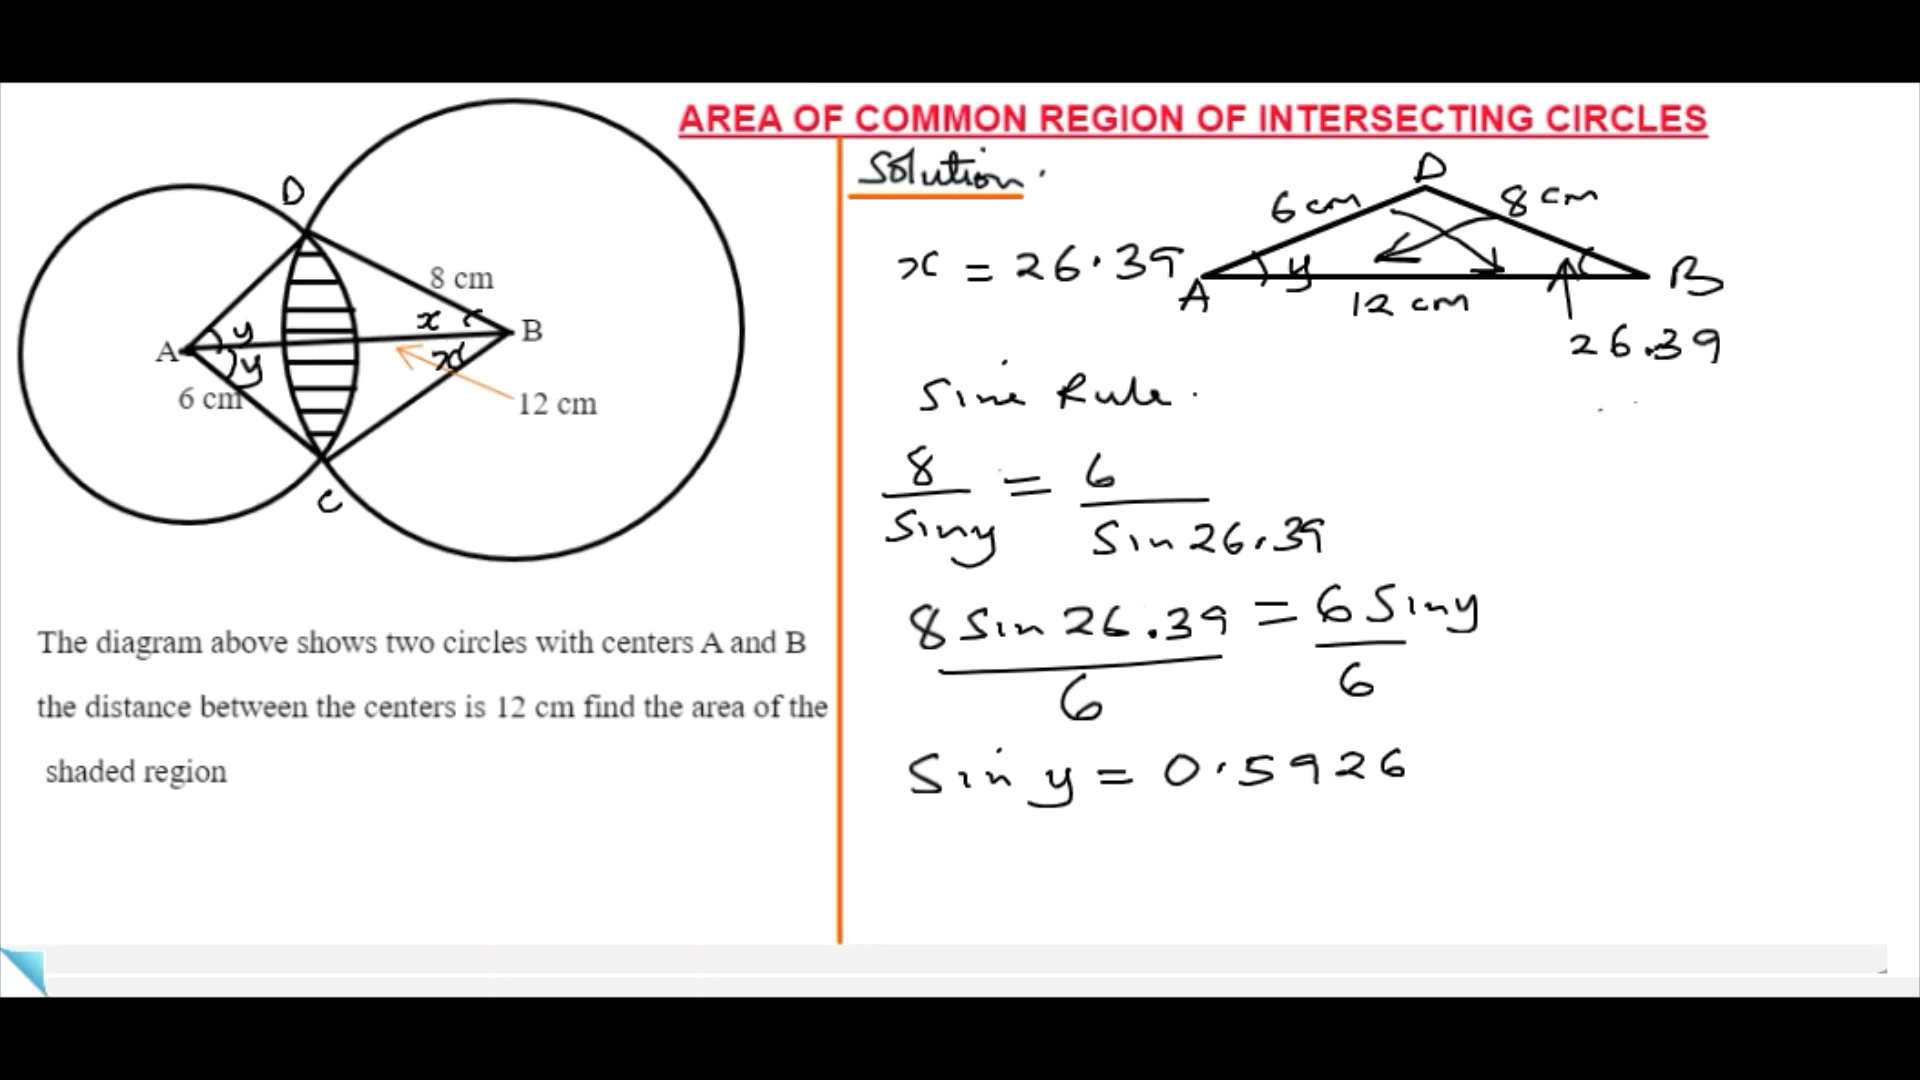 AREA OF COMMON REGION OF INTERSECTING CIRCLES
D
8 cm
y
x
A
B
y
x
6 cm
12 cm
C
The diagram above shows two circles with centers A and B
the distance between the centers is 12 cm find the area of the
shaded region
Solution.
D
6 cm
8 cm
x = 26.39
y
A
B
12 cm
26.39
Sine Rule.
8 = 6
Sin y Sin 26.39
8 Sin 26.39 = 6 Sin y
6 6
Sin y = 0.5926